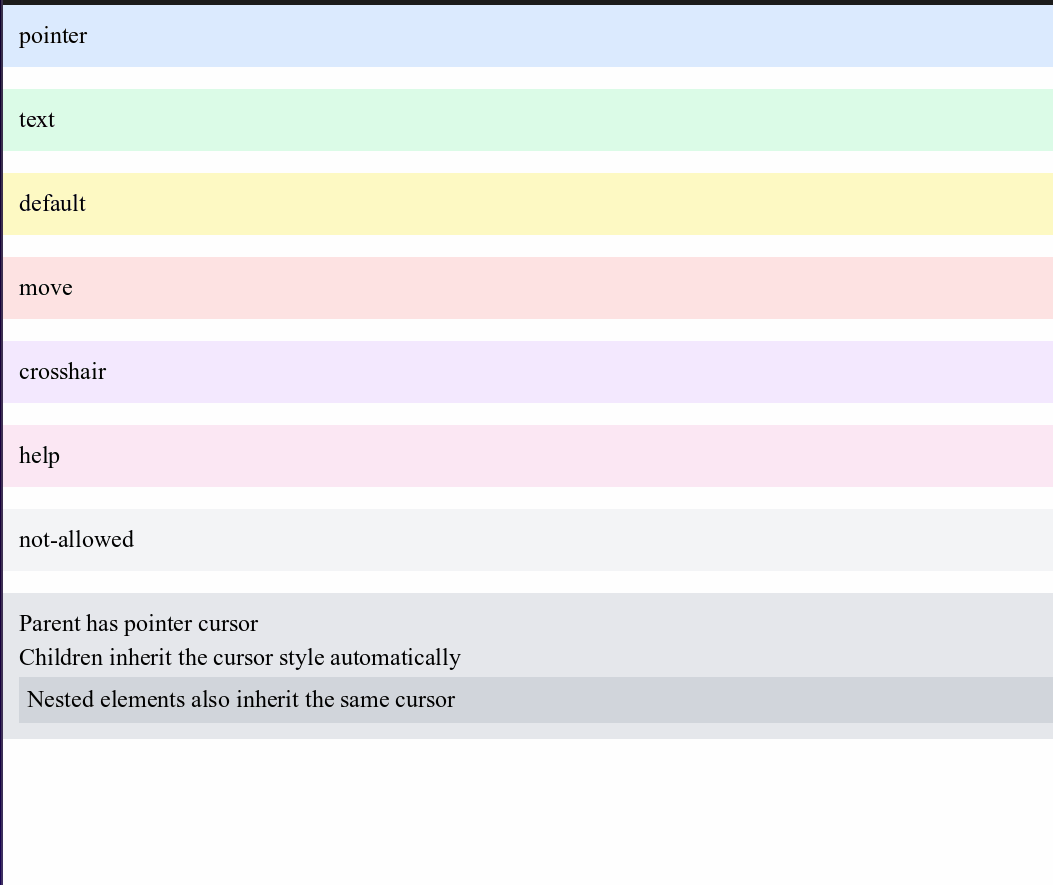 pointer
text
default
move
crosshair
help
not-allowed
Parent has pointer cursor
Children inherit the cursor style automatically
Nested elements also inherit the same cursor